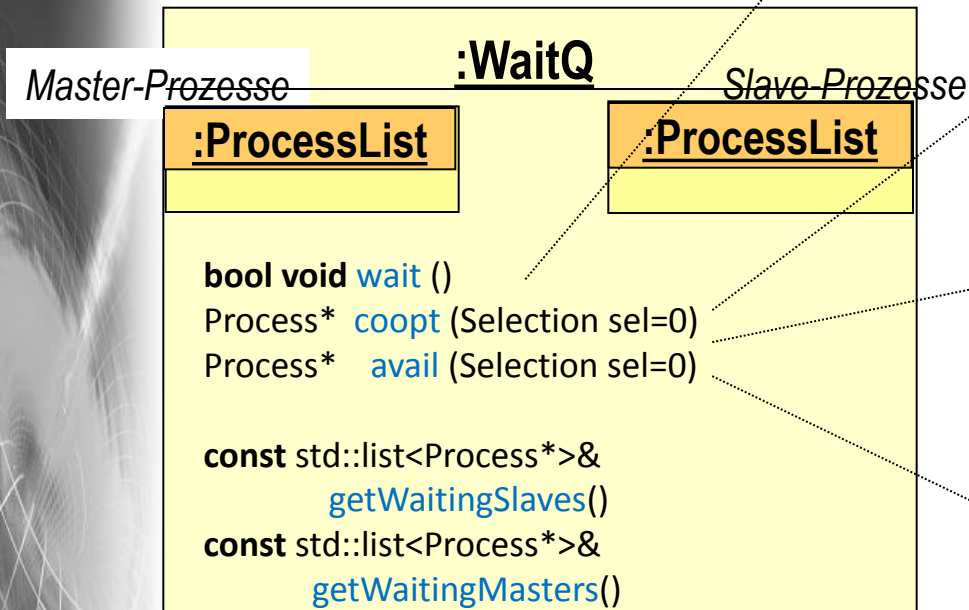 :WaitQ
Master-Prozesse
Slave-Prozesse
:ProcessList
:ProcessList
bool void wait ()
Process* coopt (Selection sel=0)
Process* avail (Selection sel=0)
const std::list<Process*>&
getWaitingSlaves()
const std::list<Process*>&
getWaitingMasters()